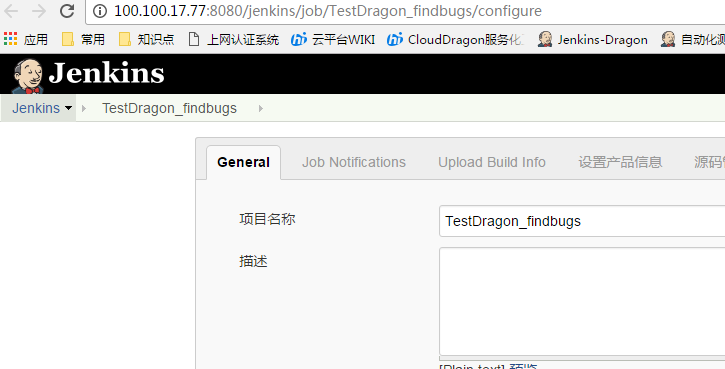 100.100.17.77:8080/jenkins/job/TestDragon_findbugs/configure
应用 常用 知识点 上网认证系统 云平台WIKI CloudDragon服务化 Jenkins-Dragon 自动化测
Jenkins
Jenkins TestDragon_findbugs
General Job Notifications Upload Build Info 设置产品信息 源码
项目名称 TestDragon_findbugs
描述
[Plain text] 预览